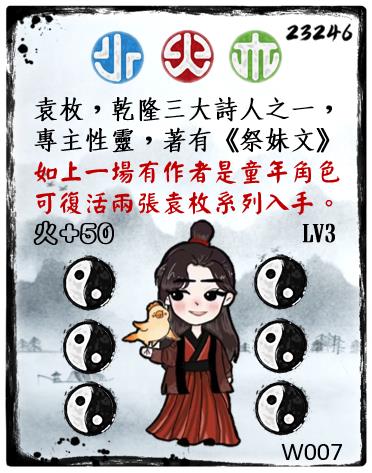 23246
水 火 木
袁枚，乾隆三大詩人之一，
專主性靈，著有《祭妹文》
如上一場有作者是童年角色
可復活兩張袁枚系列入手。
火+50 LV3
W007